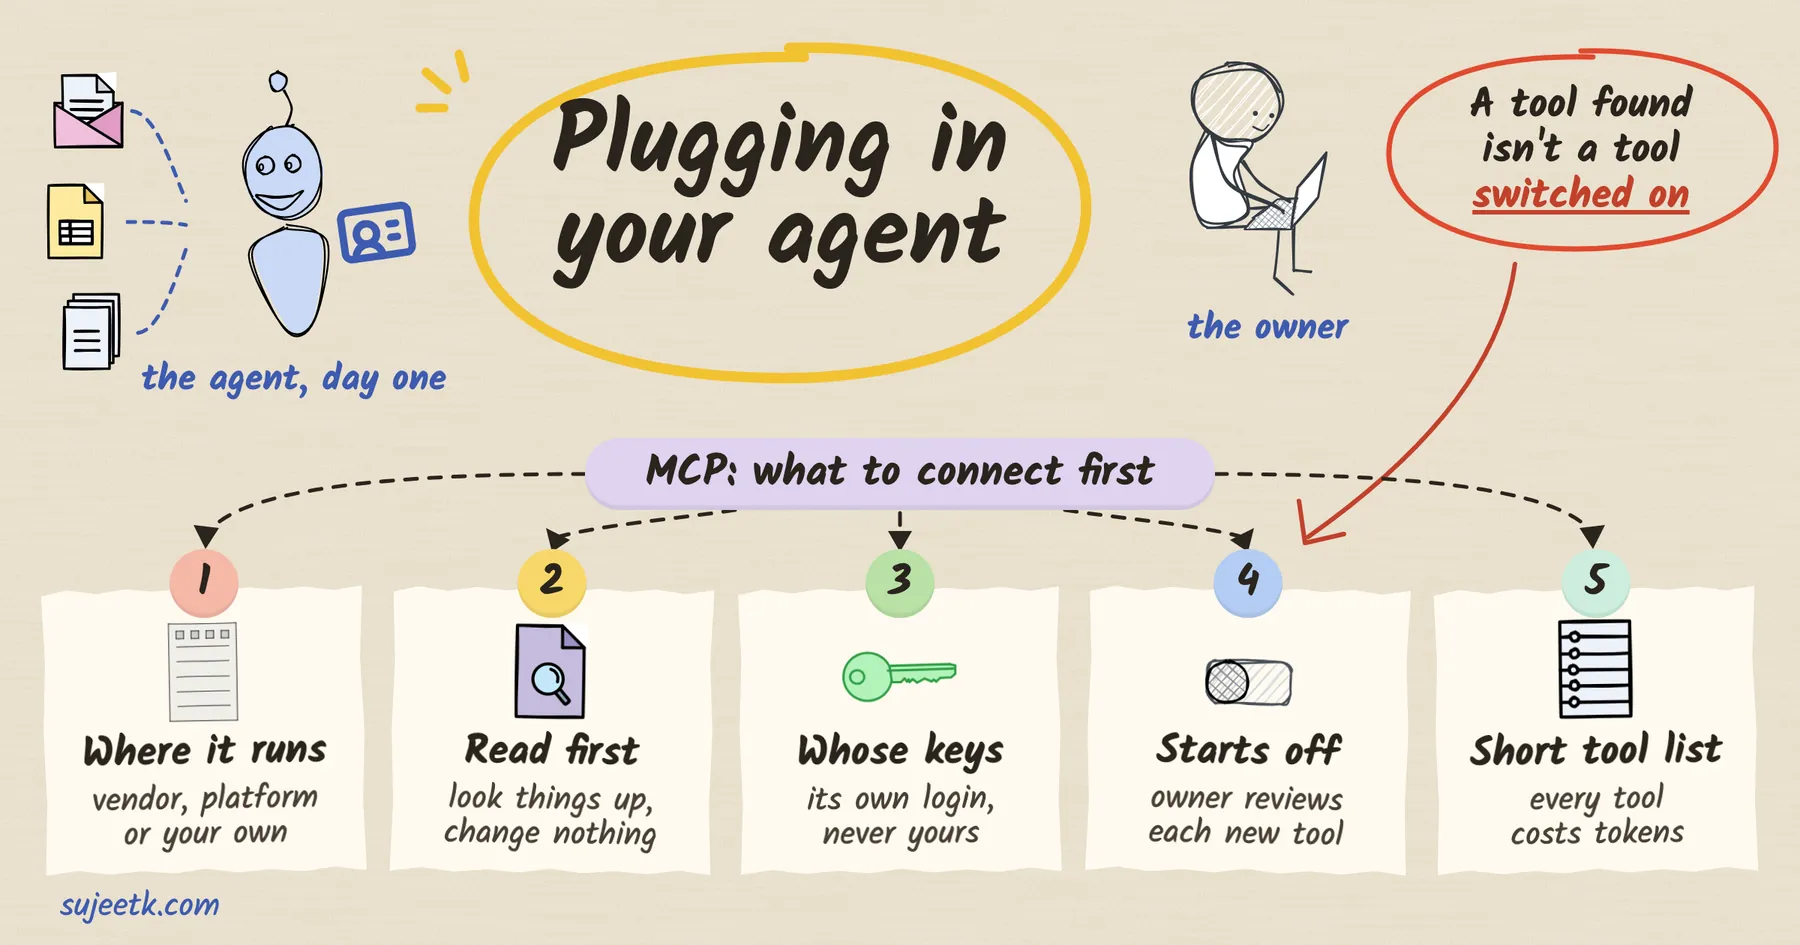 Plugging in
your agent
A tool found
isn't a tool
switched on
the owner
the agent, day one
MCP: what to connect first
1
Where it runs
vendor, platform
or your own
2
Read first
look things up,
change nothing
3
Whose keys
its own login,
never yours
4
Starts off
owner reviews
each new tool
5
Short tool list
every tool
costs tokens
sujeetk.com